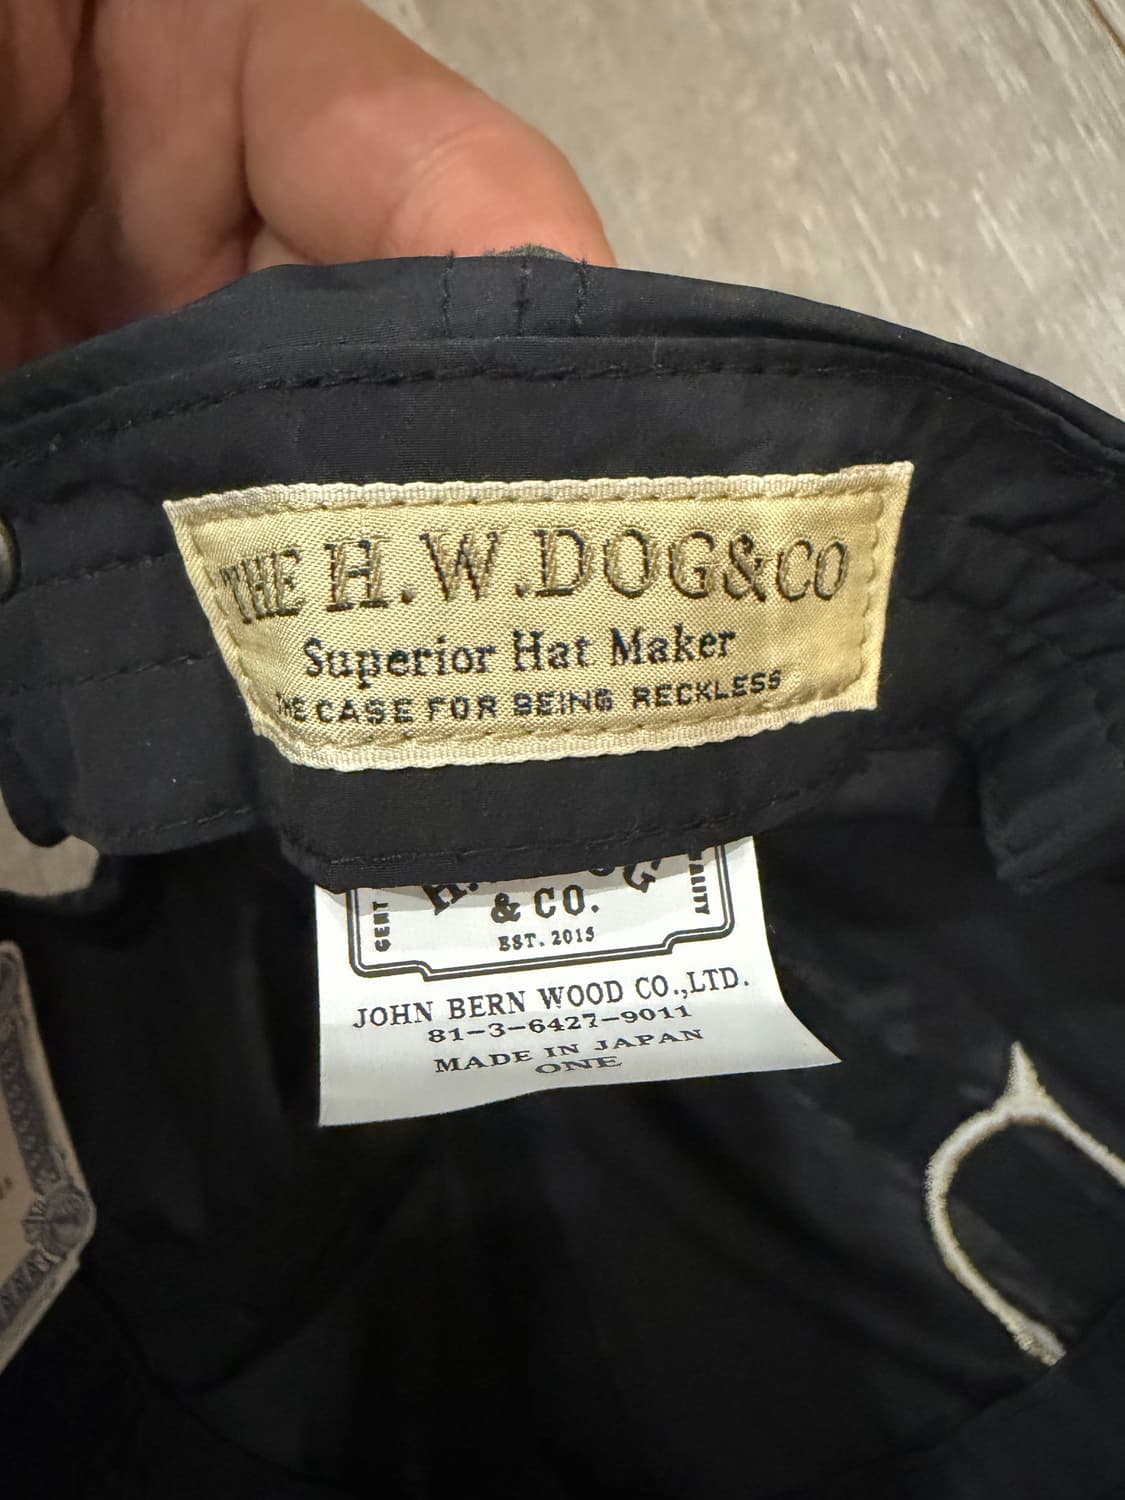 THE H.W.DOG&CO
Superior Hat Maker
THE CASE FOR BEING RECKLESS
& CO.
EST. 2015
JOHN BERN WOOD CO.,LTD.
81-3-6427-9011
MADE IN JAPAN
ONE